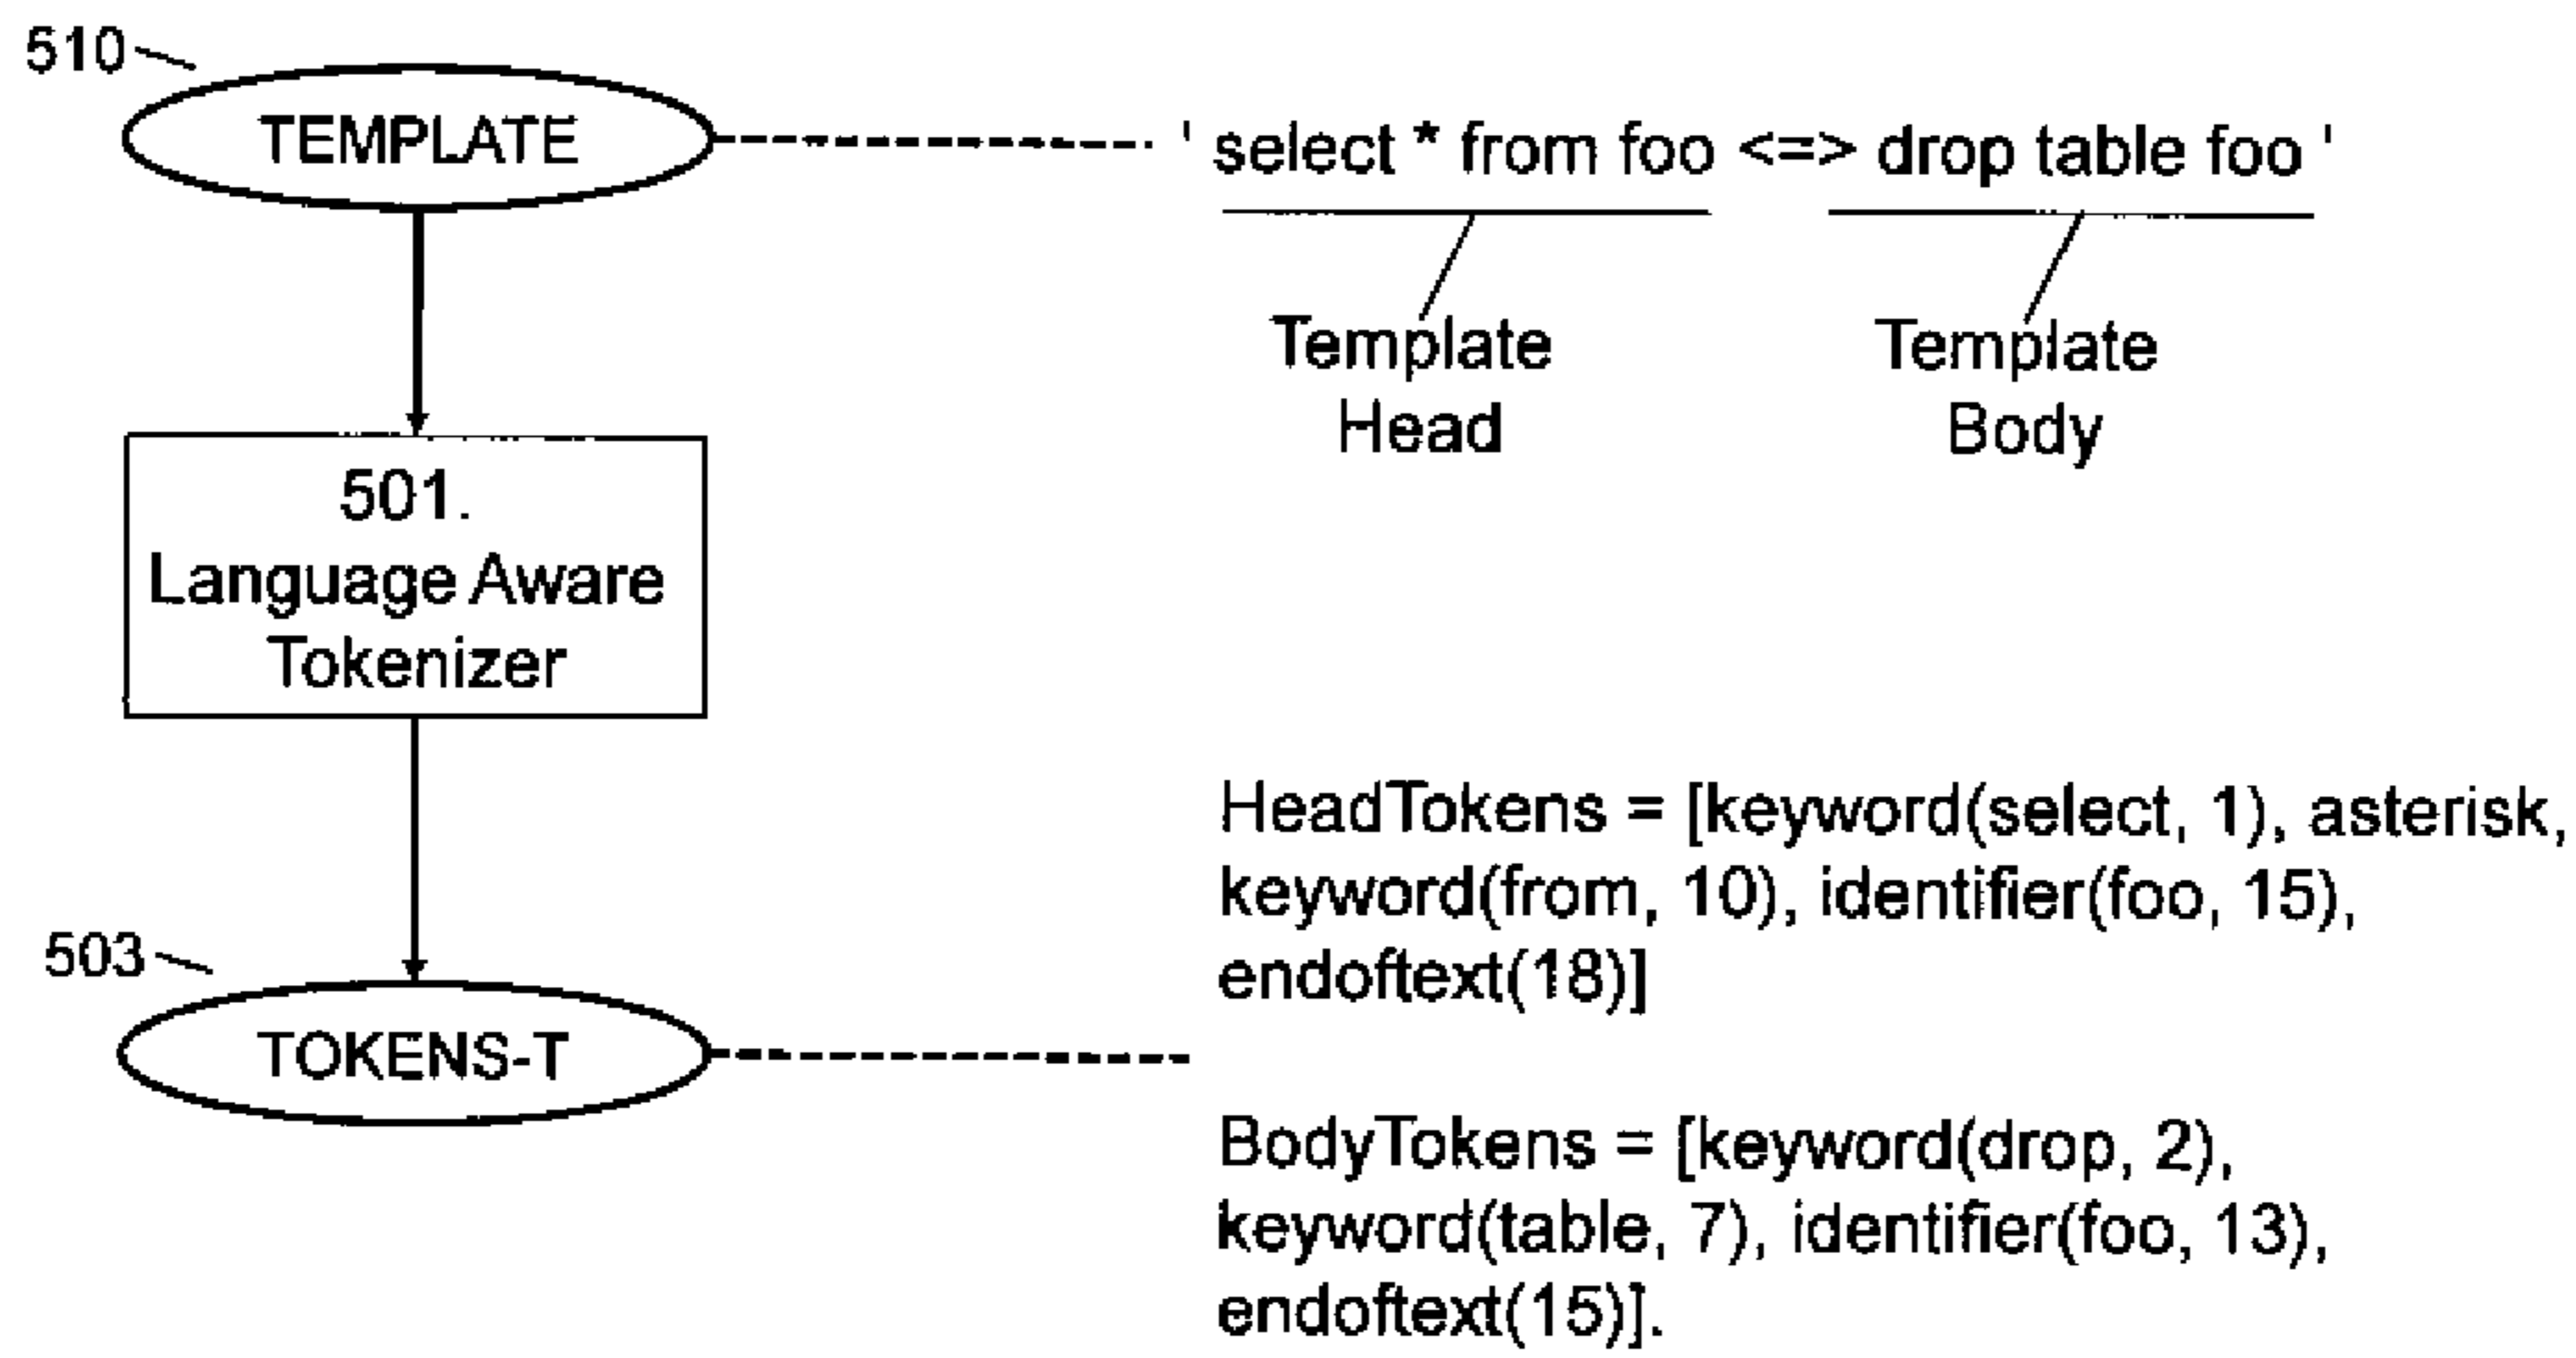 510
TEMPLATE
' select * from foo <=> drop table foo '
Template
Head
Template
Body
501.
Language Aware
Tokenizer
HeadTokens = [keyword(select, 1), asterisk,
keyword(from, 10), identifier(foo, 15),
endoftext(18)]
503
TOKENS-T
BodyTokens = [keyword(drop, 2),
keyword(table, 7), identifier(foo, 13),
endoftext(15)].